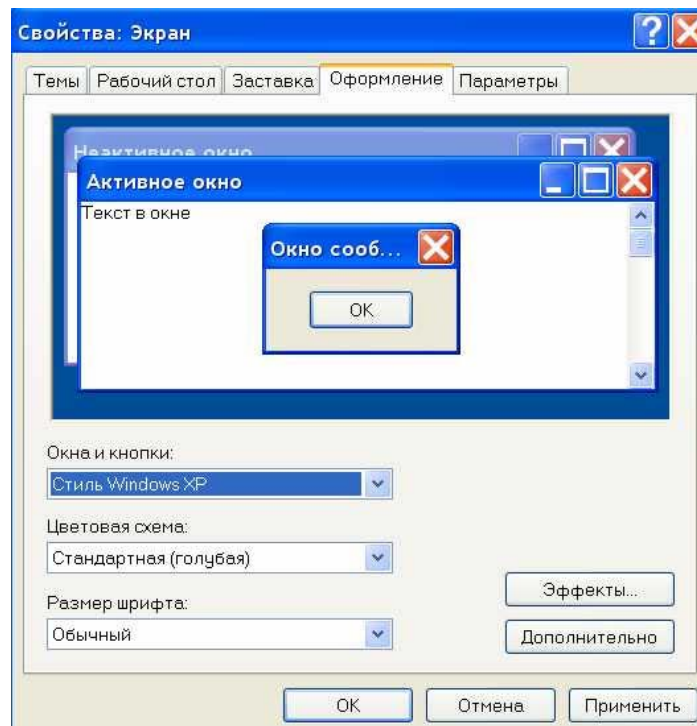 Свойства: Экран
Темы Рабочий стол Заставка Оформление Параметры
Неактивное окно
Активное окно
Текст в окне
Окно сооб...
OK
Окна и кнопки:
Стиль Windows XP
Цветовая схема:
Стандартная (голубая)
Размер шрифта:
Обычный
Эффекты...
Дополнительно
OK Отмена Применить